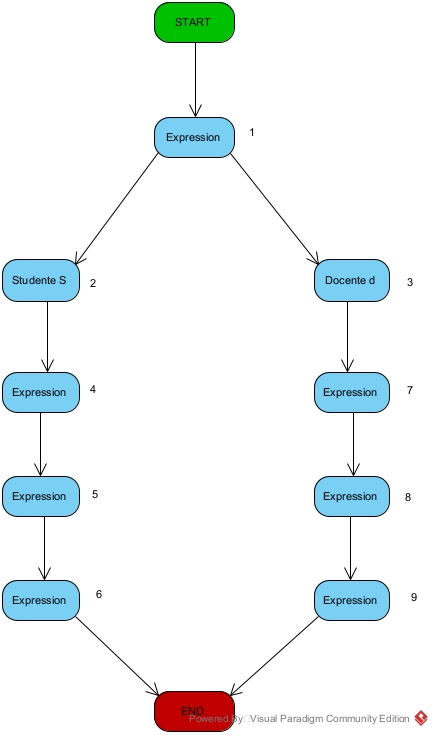 START
Expression
1
Studente S
2
Docente d
3
Expression
4
Expression
7
Expression
5
Expression
8
Expression
6
Expression
9
END
Powered By Visual Paradigm Community Edition